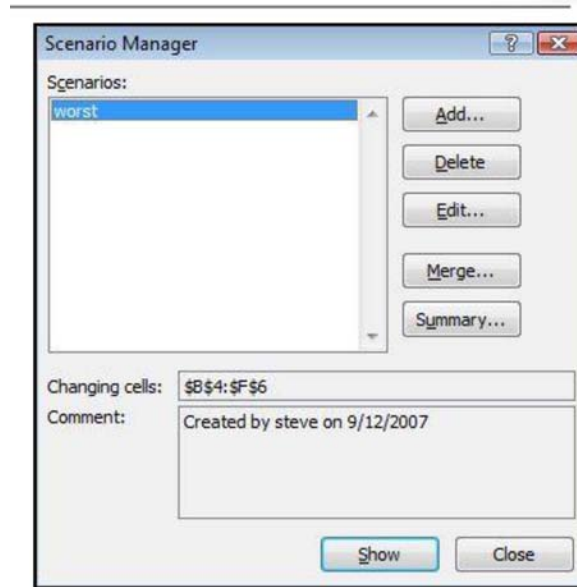 Scenario Manager
Scenarios:
worst
Add...
Delete
Edit...
Merge...
Summary...
Changing cells: $B$4:$F$6
Comment: Created by steve on 9/12/2007
Show Close